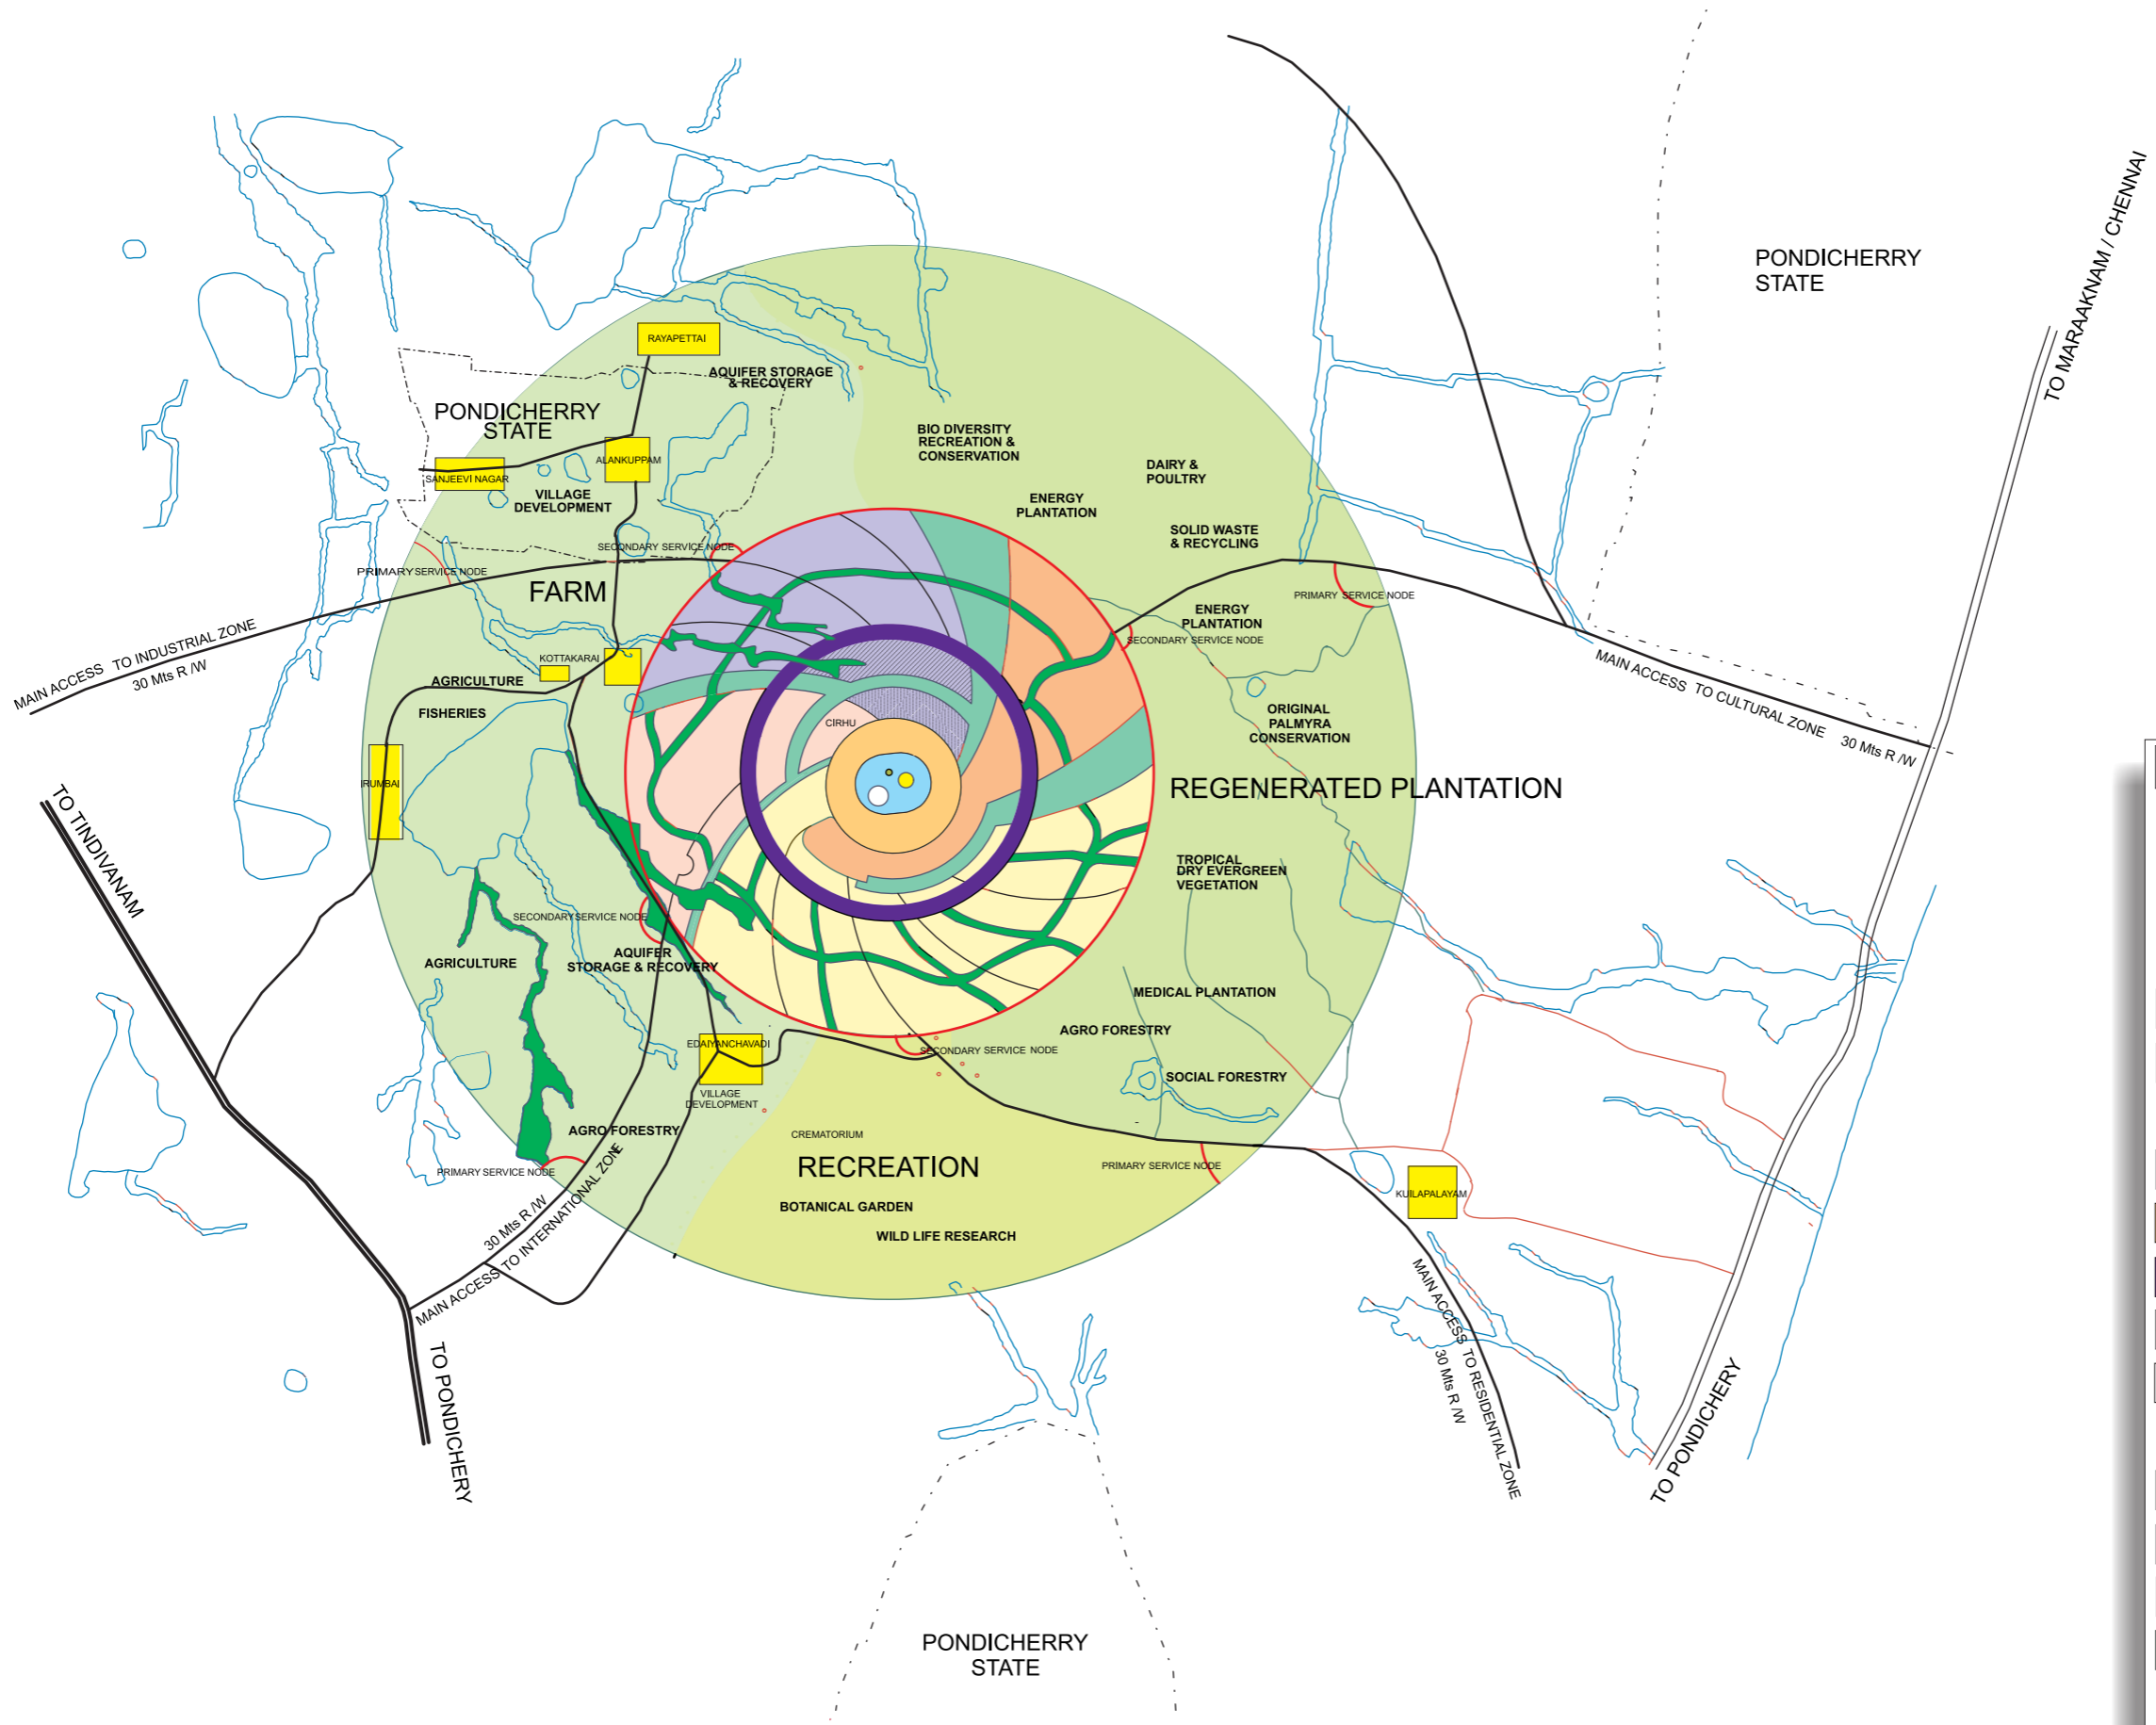 PONDICHERRY
STATE
TO MARAAKNAM / CHENNAI
RAYAPETTAI
AQUIFER STORAGE
& RECOVERY
PONDICHERRY
STATE
ALANKUPPAM
SANJEEVI NAGAR
VILLAGE
DEVELOPMENT
BIO DIVERSITY
RECREATION &
CONSERVATION
DAIRY &
POULTRY
ENERGY
PLANTATION
SOLID WASTE
& RECYCLING
SECONDARY SERVICE NODE
PRIMARY SERVICE NODE
FARM
PRIMARY SERVICE NODE
ENERGY
PLANTATION
SECONDARY SERVICE NODE
MAIN ACCESS TO INDUSTRIAL ZONE
30 Mts R /W
KOTTAKARAI
AGRICULTURE
FISHERIES
CIRHU
MAIN ACCESS TO CULTURAL ZONE
30 Mts R /W
ORIGINAL
PALMYRA
CONSERVATION
IRUMBAI
REGENERATED PLANTATION
TO TINDIVANAM
TROPICAL
DRY EVERGREEN
VEGETATION
SECONDARY SERVICE NODE
AQUIFER
STORAGE & RECOVERY
AGRICULTURE
MEDICAL PLANTATION
AGRO FORESTRY
EDAIYANCHAVADI
SECONDARY SERVICE NODE
SOCIAL FORESTRY
VILLAGE
DEVELOPMENT
AGRO FORESTRY
CREMATORIUM
RECREATION
PRIMARY SERVICE NODE
PRIMARY SERVICE NODE
KUILAPALAYAM
BOTANICAL GARDEN
WILD LIFE RESEARCH
30 Mts R /W
MAIN ACCESS TO INTERNATIONAL ZONE
MAIN ACCESS TO RESIDENTIAL ZONE
30 Mts R /W
TO PONDICHERY
TO PONDICHERY
PONDICHERRY
STATE